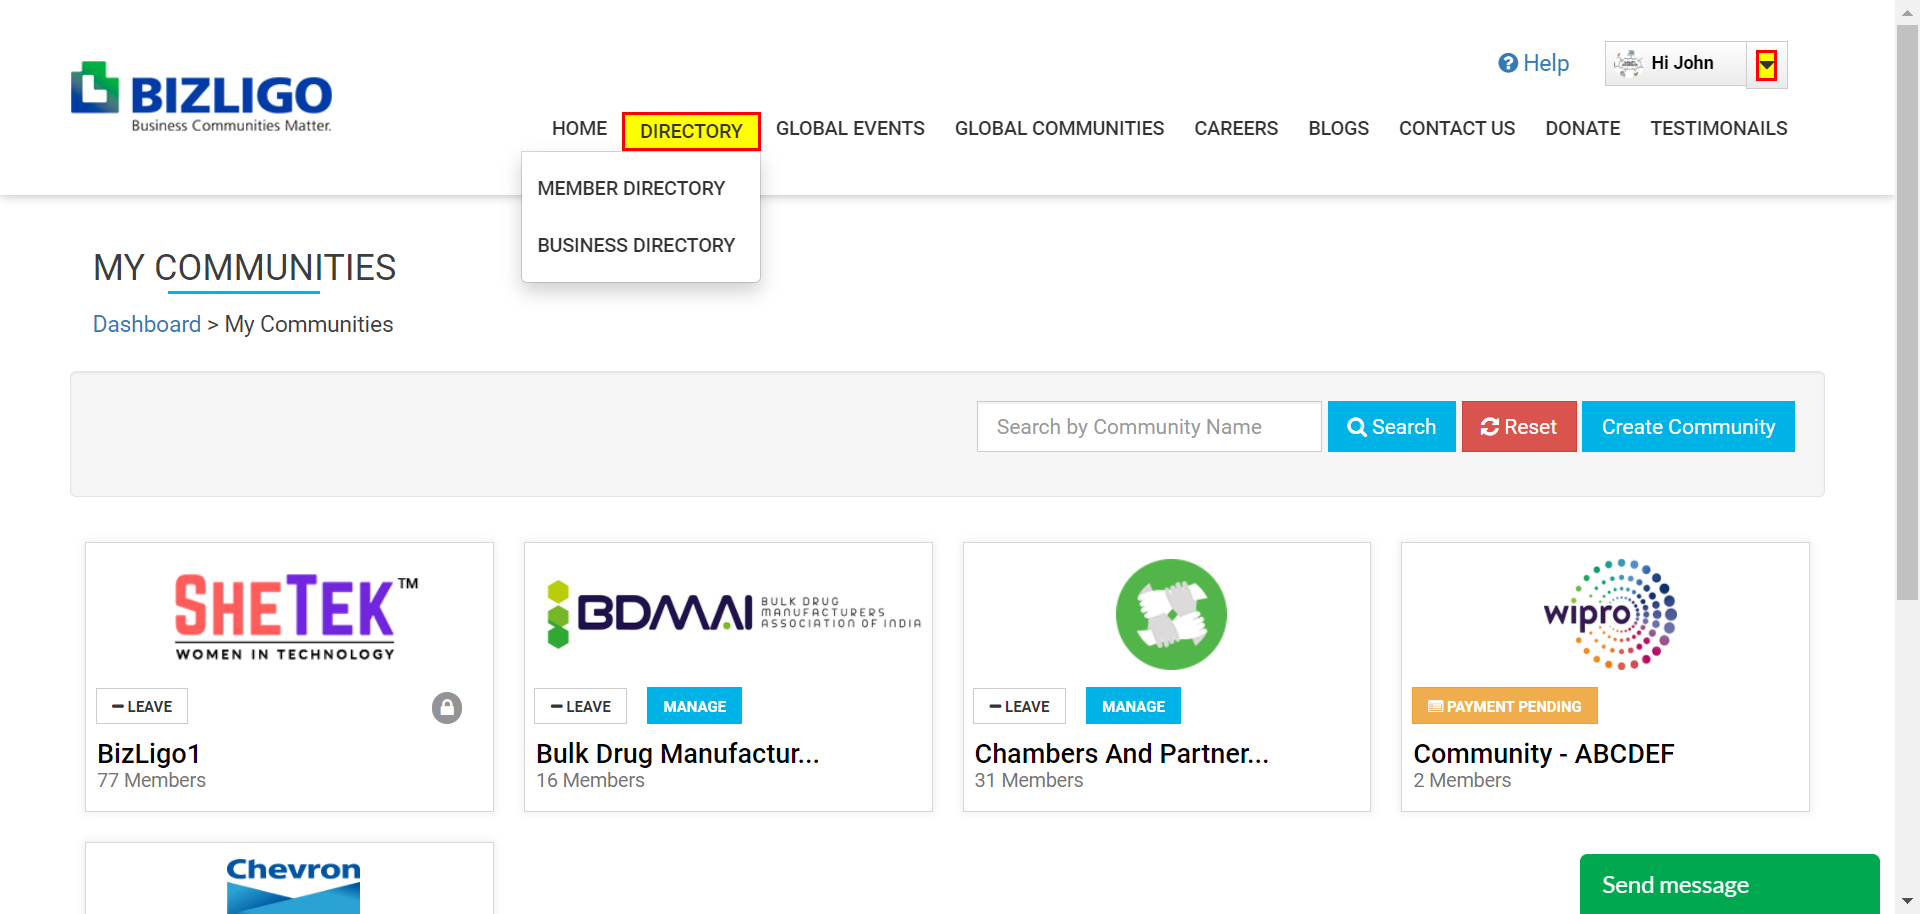 Help
Hi John
BIZLIGO
Business Communities Matter.
HOME DIRECTORY GLOBAL EVENTS GLOBAL COMMUNITIES CAREERS BLOGS CONTACT US DONATE TESTIMONAILS
MEMBER DIRECTORY
BUSINESS DIRECTORY
MY COMMUNITIES
Dashboard > My Communities
Search by Community Name Search Reset Create Community
SHETEK™
WOMEN IN TECHNOLOGY
LEAVE
BizLigo1
77 Members
BDMAI
BULK DRUG
MANUFACTURERS
ASSOCIATION OF INDIA
LEAVE MANAGE
Bulk Drug Manufactur...
16 Members
LEAVE MANAGE
Chambers And Partner...
31 Members
wipro
PAYMENT PENDING
Community - ABCDEF
2 Members
Chevron
Send message